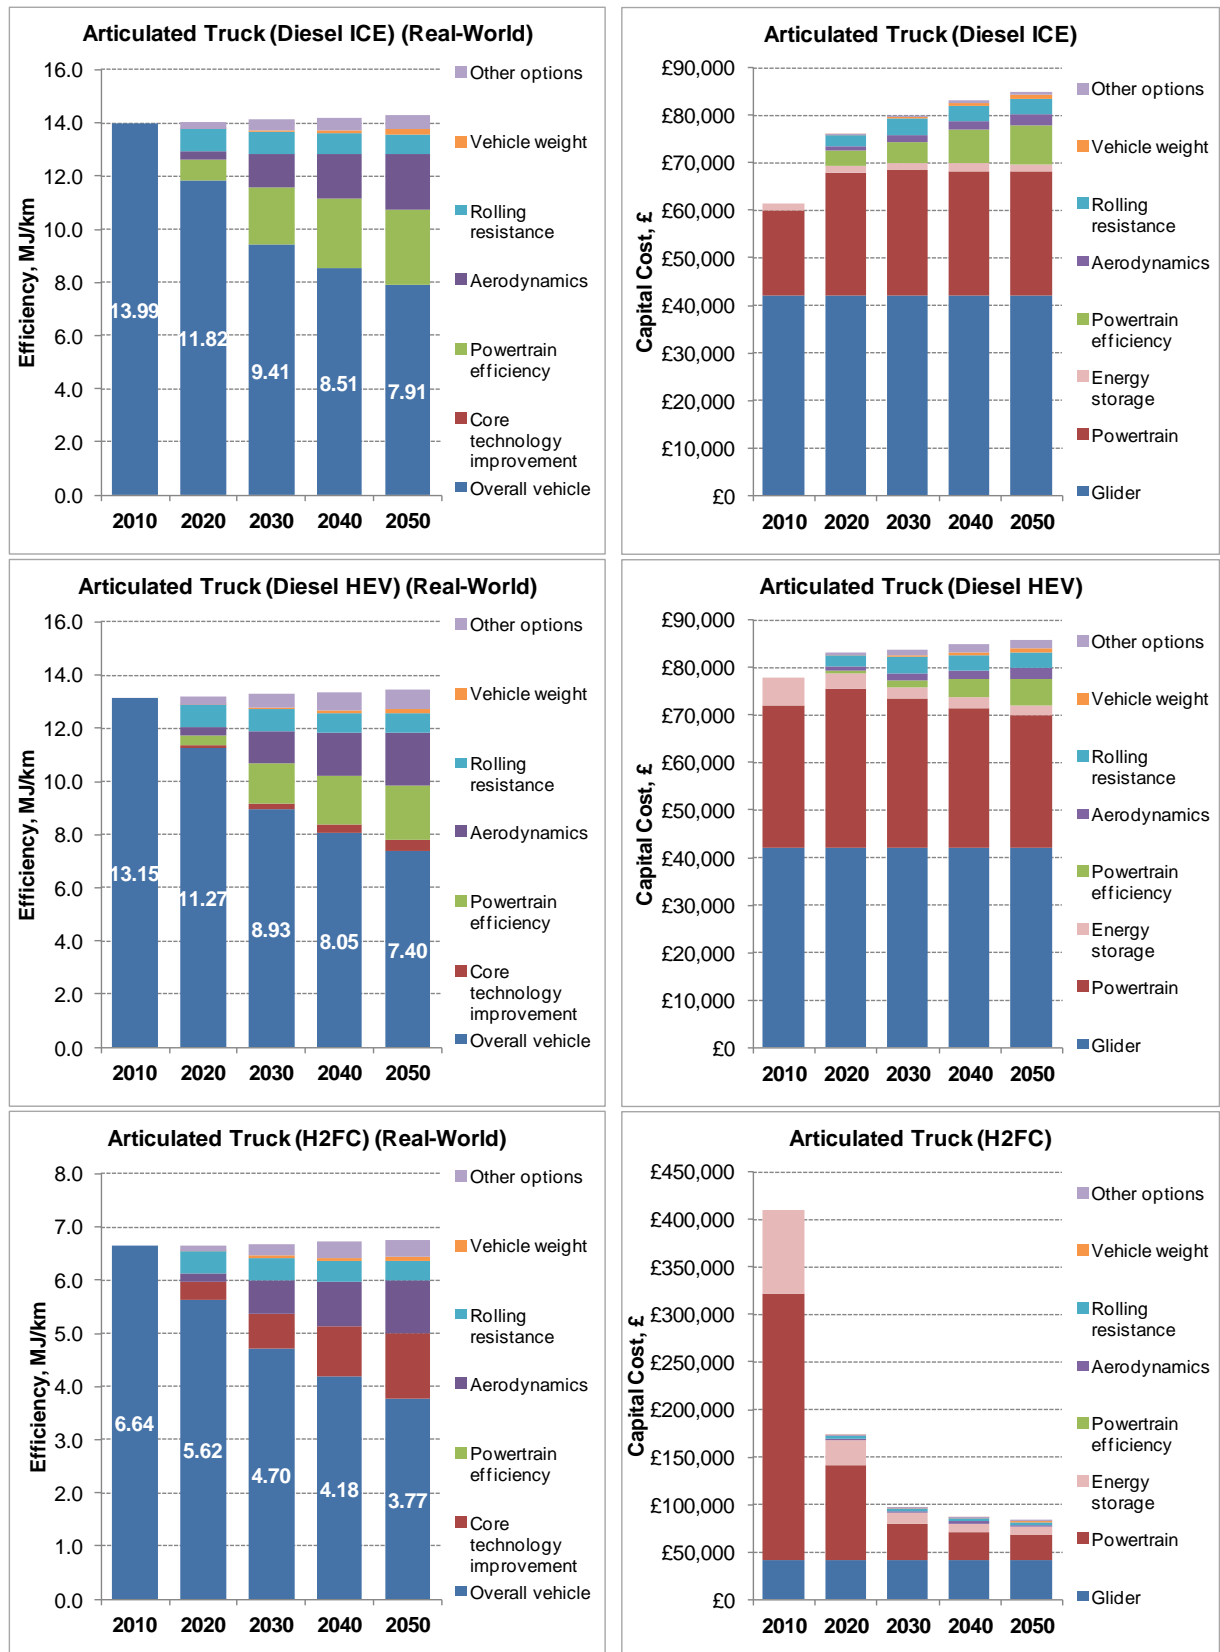 Articulated Truck (Diesel ICE) (Real-World)
Efficiency, MJ/km
16.0
14.0
12.0
10.0
8.0
6.0
4.0
2.0
0.0
13.99
11.82
9.41
8.51
7.91
2010 2020 2030 2040 2050
Other options
Vehicle weight
Rolling
resistance
Aerodynamics
Powertrain
efficiency
Core
technology
improvement
Overall vehicle
Articulated Truck (Diesel ICE)
Capital Cost, £
£90,000
£80,000
£70,000
£60,000
£50,000
£40,000
£30,000
£20,000
£10,000
£0
2010 2020 2030 2040 2050
Other options
Vehicle weight
Rolling
resistance
Aerodynamics
Powertrain
efficiency
Energy
storage
Powertrain
Glider
Articulated Truck (Diesel HEV) (Real-World)
Efficiency, MJ/km
16.0
14.0
12.0
10.0
8.0
6.0
4.0
2.0
0.0
13.15
11.27
8.93
8.05
7.40
2010 2020 2030 2040 2050
Other options
Vehicle weight
Rolling
resistance
Aerodynamics
Powertrain
efficiency
Core
technology
improvement
Overall vehicle
Articulated Truck (Diesel HEV)
Capital Cost, £
£90,000
£80,000
£70,000
£60,000
£50,000
£40,000
£30,000
£20,000
£10,000
£0
2010 2020 2030 2040 2050
Other options
Vehicle weight
Rolling
resistance
Aerodynamics
Powertrain
efficiency
Energy
storage
Powertrain
Glider
Articulated Truck (H2FC) (Real-World)
Efficiency, MJ/km
8.0
7.0
6.0
5.0
4.0
3.0
2.0
1.0
0.0
6.64
5.62
4.70
4.18
3.77
2010 2020 2030 2040 2050
Other options
Vehicle weight
Rolling
resistance
Aerodynamics
Powertrain
efficiency
Core
technology
improvement
Overall vehicle
Articulated Truck (H2FC)
Capital Cost, £
£450,000
£400,000
£350,000
£300,000
£250,000
£200,000
£150,000
£100,000
£50,000
£0
2010 2020 2030 2040 2050
Other options
Vehicle weight
Rolling
resistance
Aerodynamics
Powertrain
efficiency
Energy
storage
Powertrain
Glider